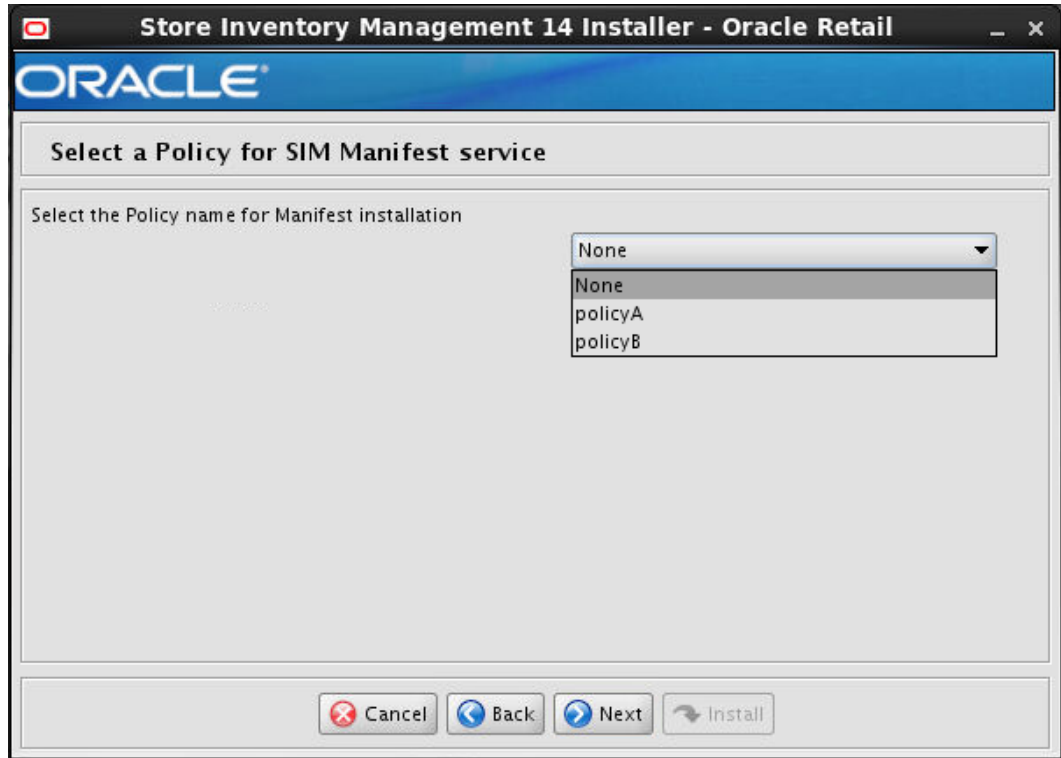 Store Inventory Management 14 Installer - Oracle Retail
ORACLE®
Select a Policy for SIM Manifest service
Select the Policy name for Manifest installation
None
None
policyA
policyB
Cancel Back Next Install